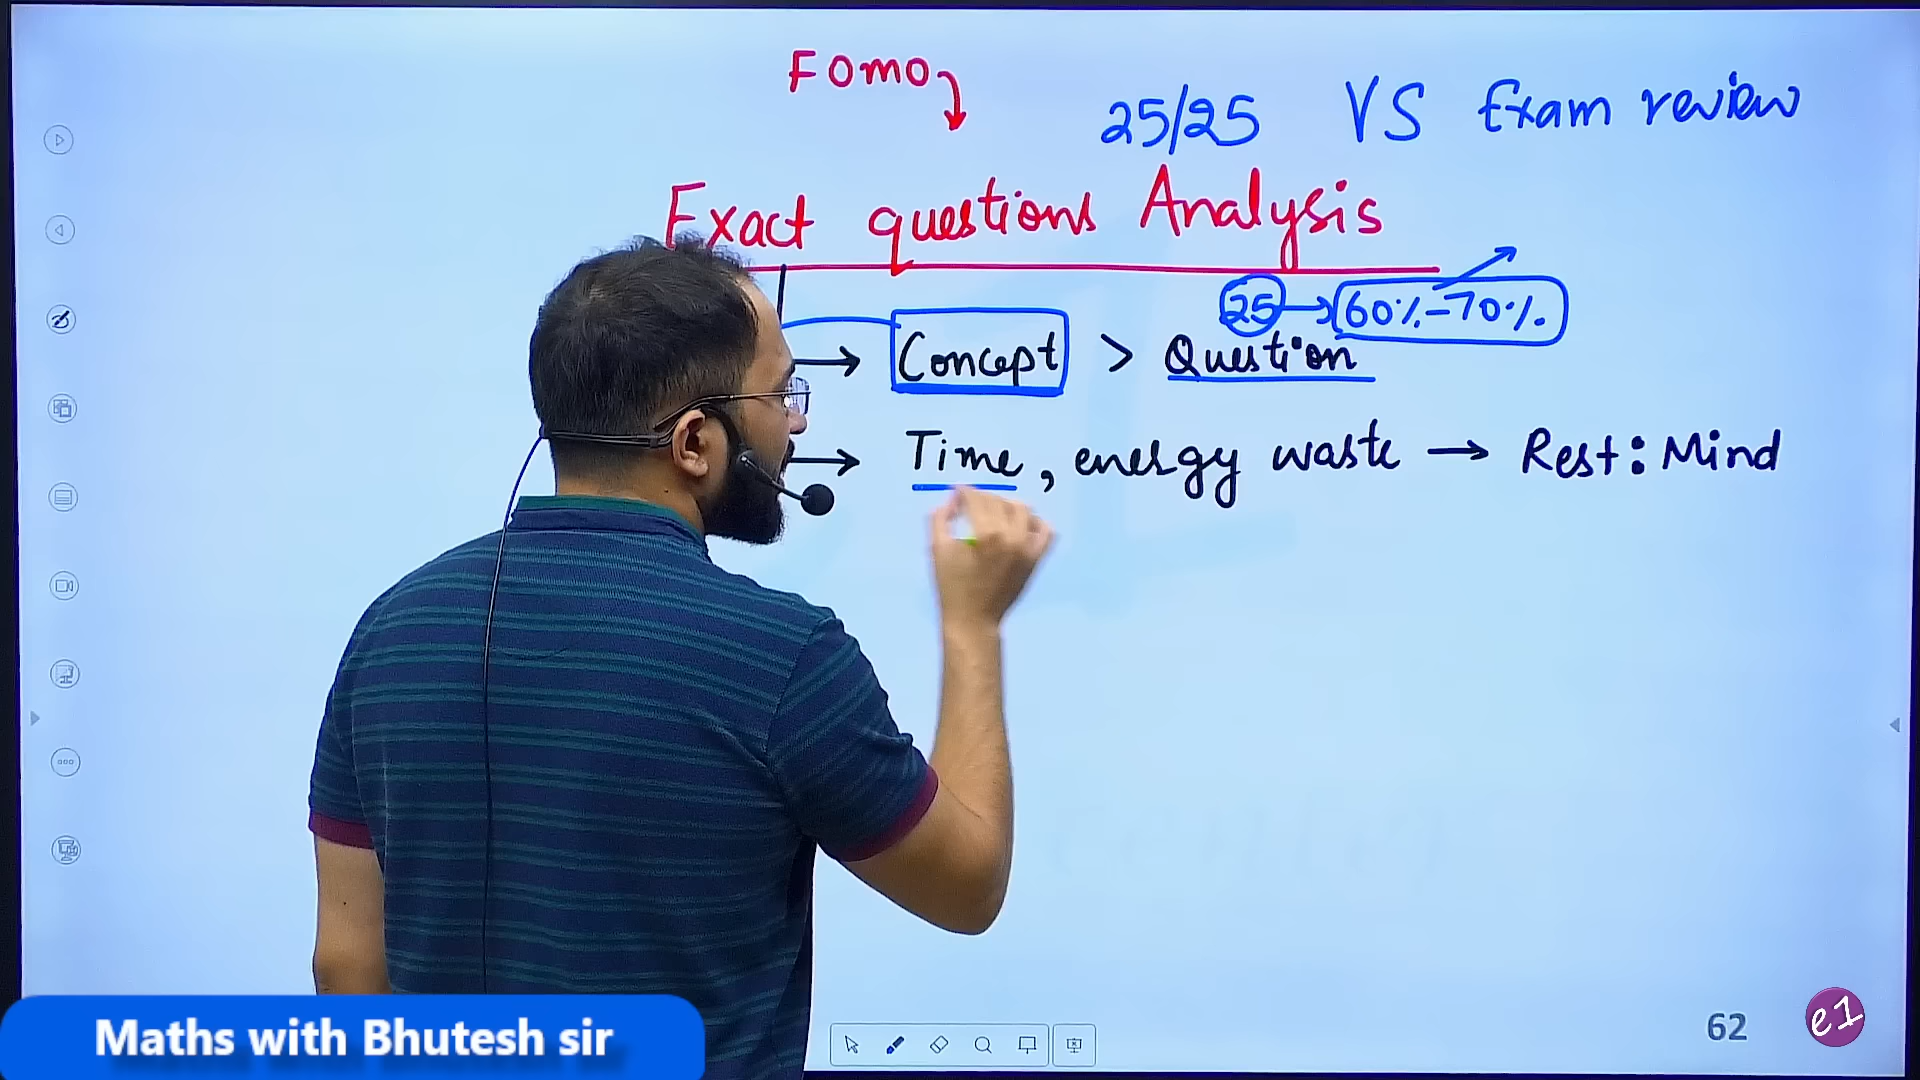 Fomo
25/25 VS Exam review
Exact questions Analysis
25 → 60%-70%
→ Concept > Question
→ Time, energy waste → Rest: Mind
62
e1
Maths with Bhutesh sir